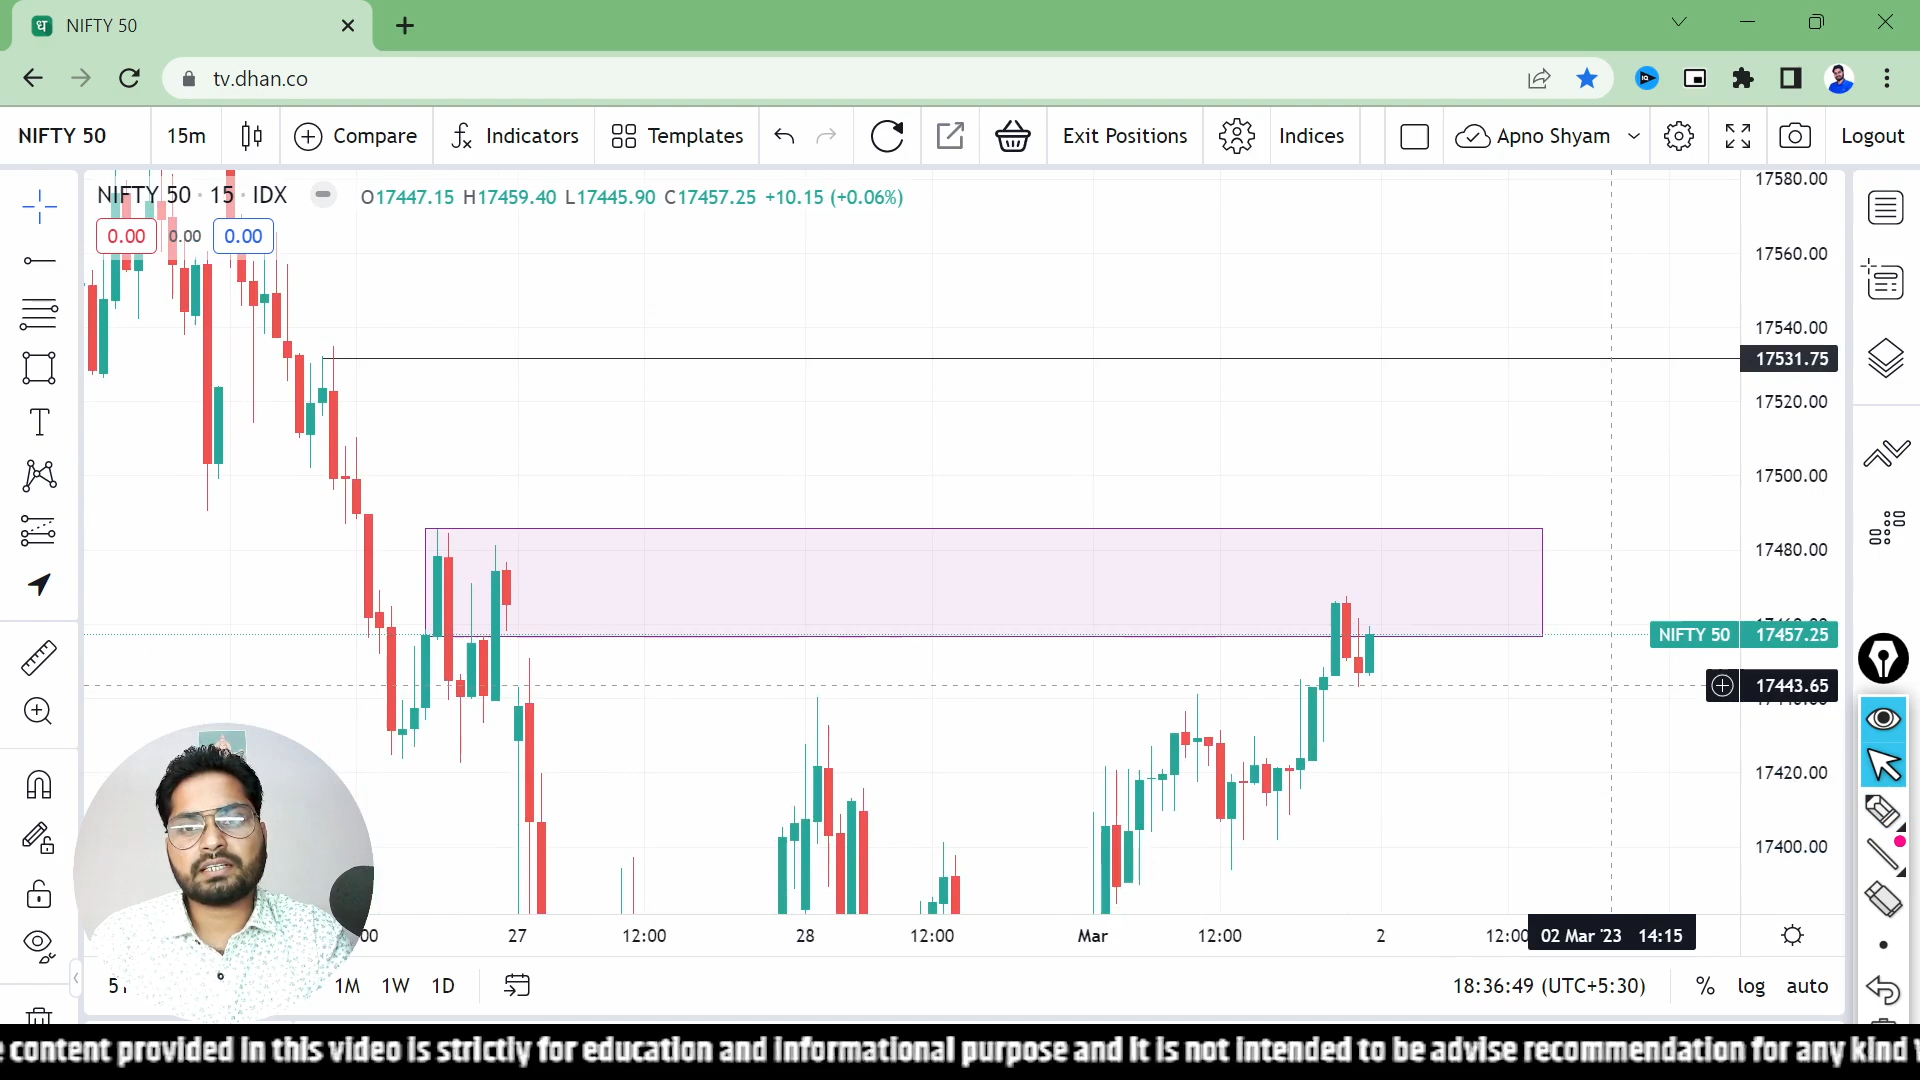 NIFTY 50
tv.dhan.co
NIFTY 50 15m Compare Indicators Templates Exit Positions Indices Apno Shyam Logout
NIFTY 50 · 15 · IDX O17447.15 H17459.40 L17445.90 C17457.25 +10.15 (+0.06%)
0.00 0.00 0.00
17580.00
17560.00
17540.00
17531.75
17520.00
17500.00
17480.00
NIFTY 50 17457.25
17443.65
17420.00
17400.00
27 12:00 28 12:00 Mar 12:00 2 12:00 02 Mar '23 14:15
1M 1W 1D 18:36:49 (UTC+5:30) % log auto
content provided in this video is strictly for education and informational purpose and it is not intended to be advise recommendation for any kind